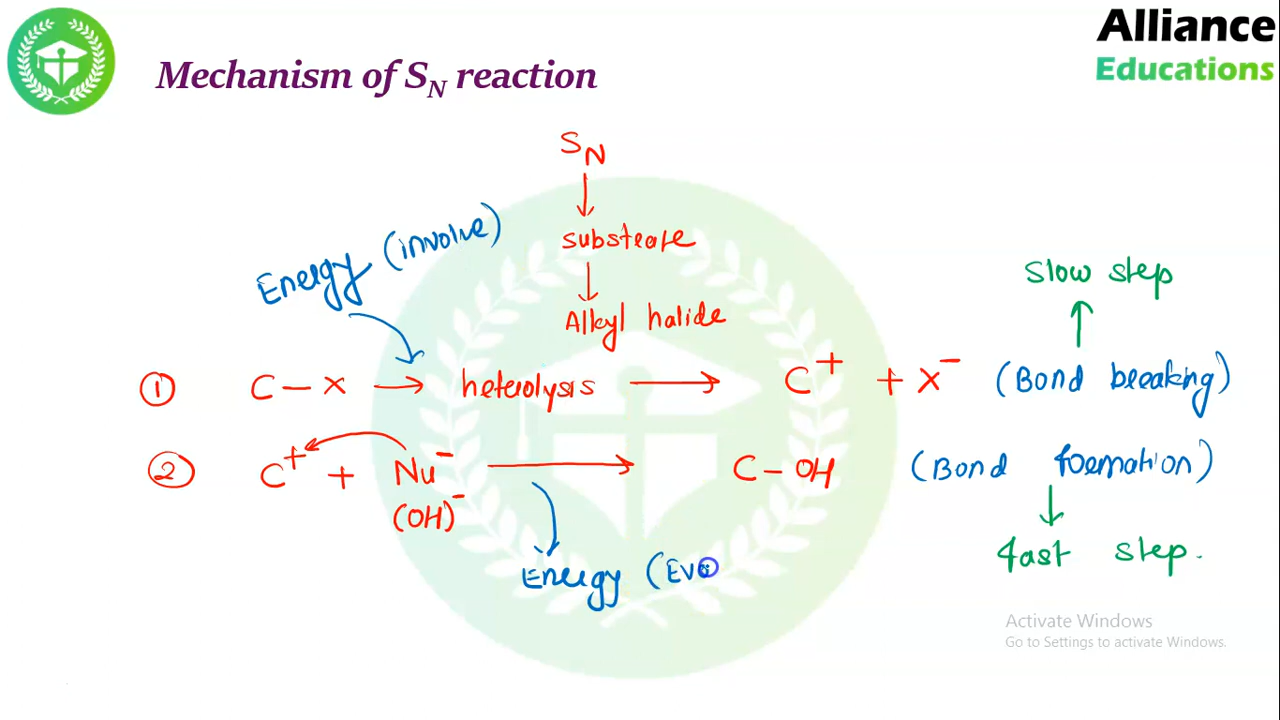 Alliance
Educations
Mechanism of SN reaction
SN
↓
substrate
↓
Alkyl halide
Energy (involve)
Slow step
↑
① C – X → heterolysis → C⁺ + X⁻ (Bond breaking)
② C⁺ + Nu⁻ → C – OH (Bond formation)
(OH)⁻
↓
fast step.
Energy (Evo
Activate Windows
Go to Settings to activate Windows.